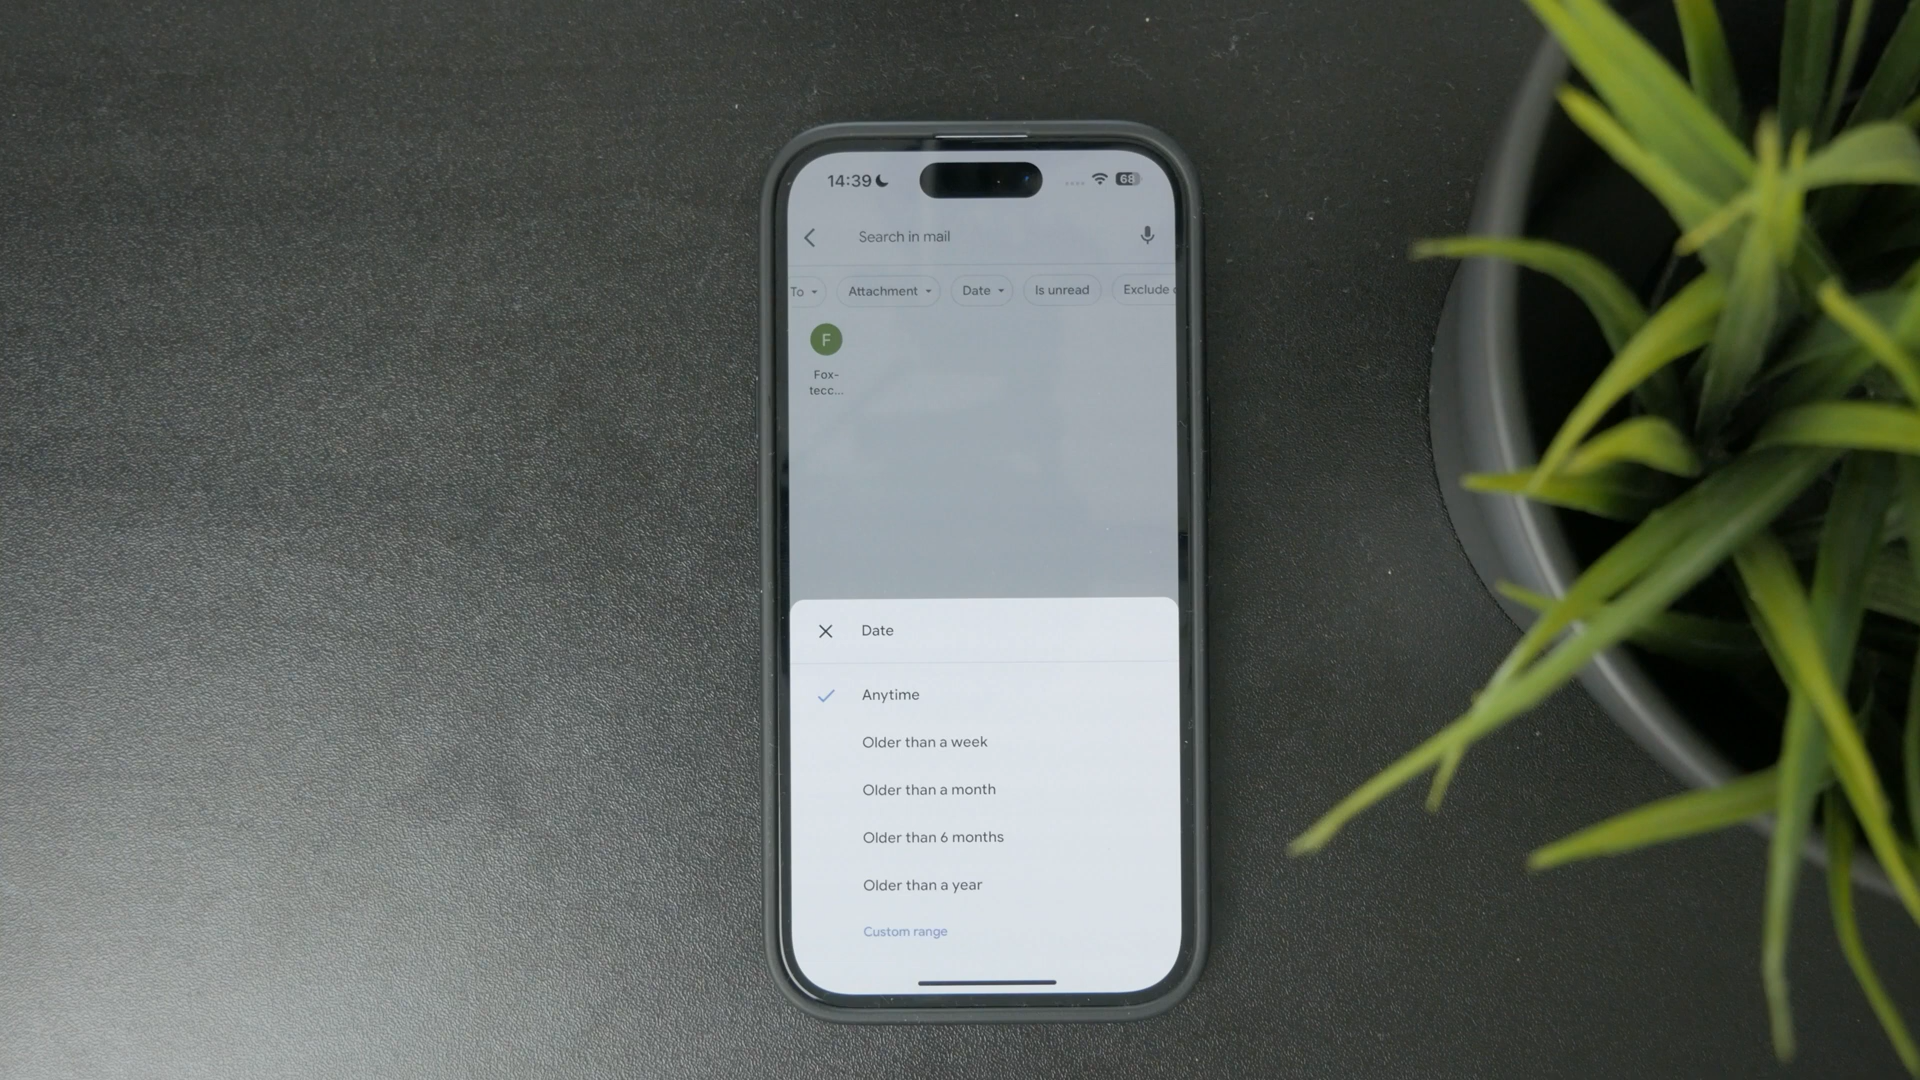 14:39
68
Search in mail
To
Attachment
Date
Is unread
Exclude
F
Fox-
tecc...
Date
Anytime
Older than a week
Older than a month
Older than 6 months
Older than a year
Custom range